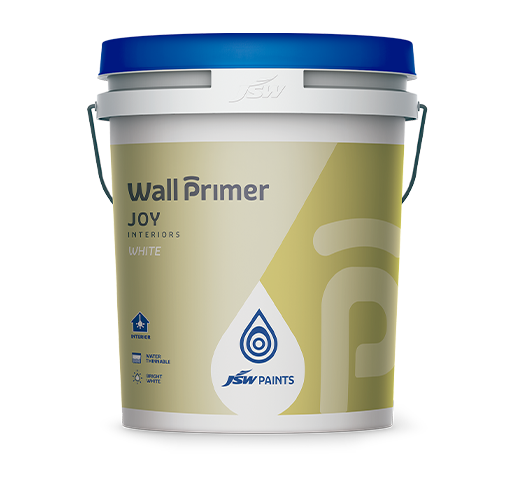 JSW
Wall Primer
JOY
INTERIORS
WHITE
INTERIOR
WATER
THINNABLE
BRIGHT
WHITE
JSW PAINTS